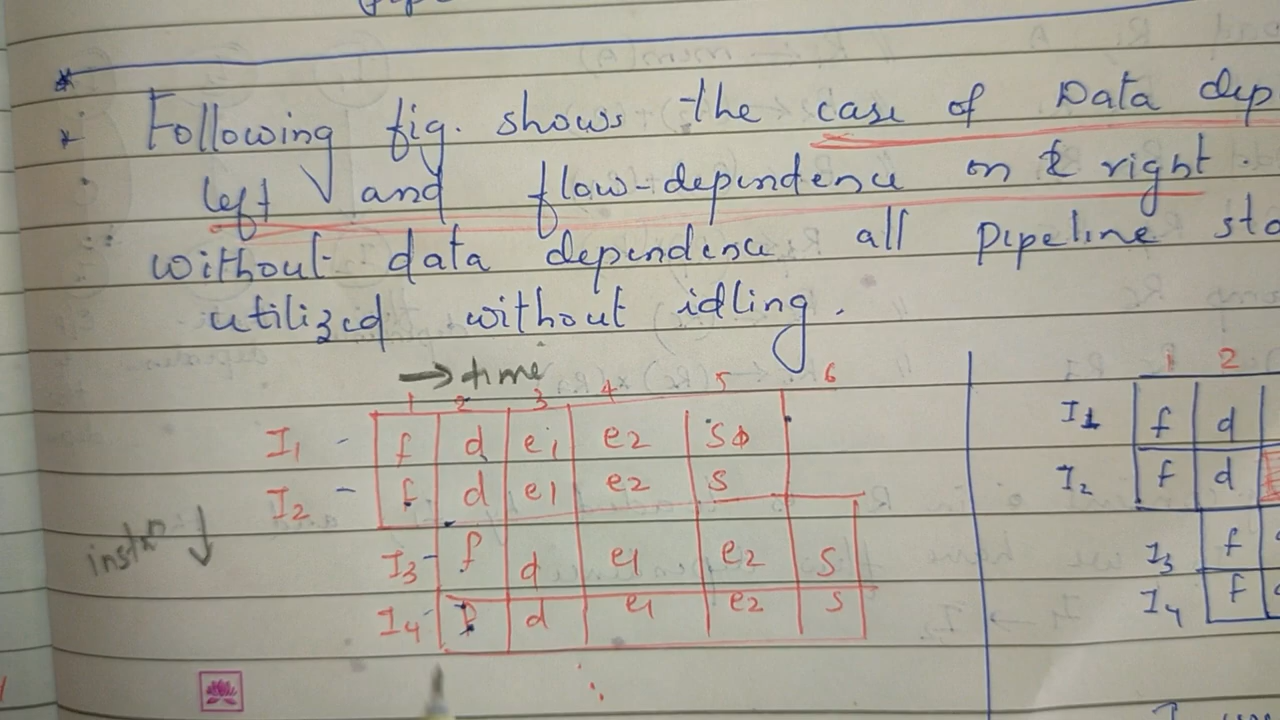 * Following fig. shows the case of Data dep
left and flow-dependence on right.
without data dependence all pipeline sta
utilized without idling.
→ time
1 2 3 4 5 6
I1 - f d e1 e2 s
I2 - f d e1 e2 s
instrn ↓
I3 - f d e1 e2 s
I4 - f d e1 e2 s
1 2
I1 f d
I2 f d
I3 f
I4 f